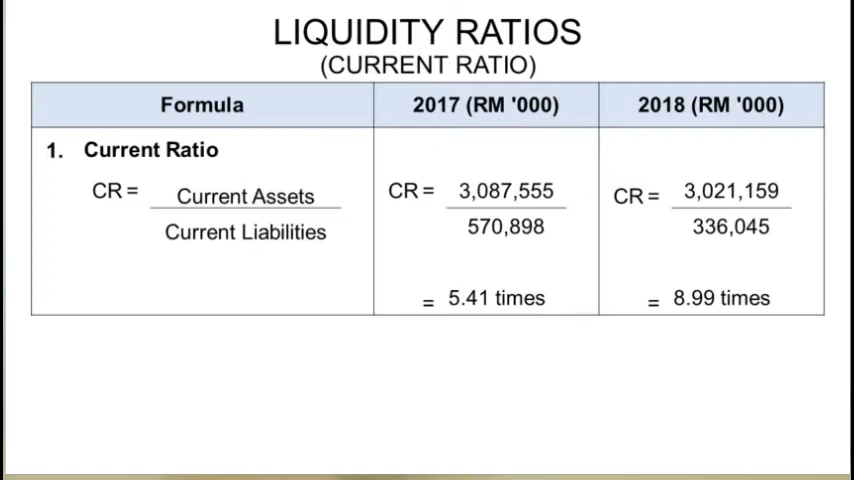 LIQUIDITY RATIOS
(CURRENT RATIO)
Formula 2017 (RM '000) 2018 (RM '000)
1. Current Ratio
CR = Current Assets CR = 3,087,555 CR = 3,021,159
Current Liabilities 570,898 336,045
= 5.41 times = 8.99 times